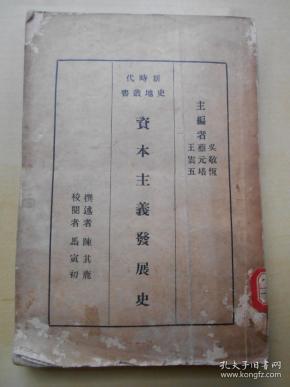 新時代
史地叢書
主編者
吳敬恆
蔡元培
王雲五
資本主義發展史
撰述者 陳其鹿
校閱者 馬寅初
孔夫子旧书网